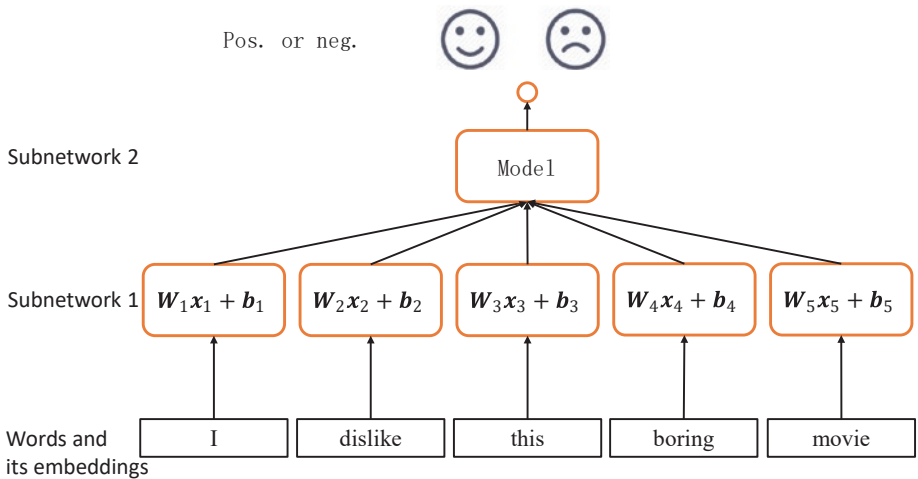 Pos. or neg.
Subnetwork 2
Model
Subnetwork 1
W₁x₁ + b₁
W₂x₂ + b₂
W₃x₃ + b₃
W₄x₄ + b₄
W₅x₅ + b₅
Words and
its embeddings
I
dislike
this
boring
movie